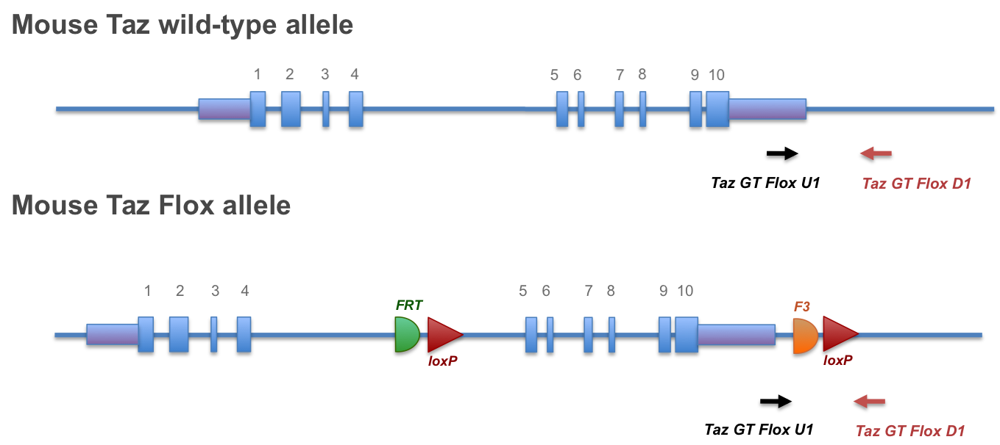 Mouse Taz wild-type allele
1 2 3 4 5 6 7 8 9 10
Taz GT Flox U1 Taz GT Flox D1
Mouse Taz Flox allele
1 2 3 4 5 6 7 8 9 10
FRT F3
loxP loxP
Taz GT Flox U1 Taz GT Flox D1